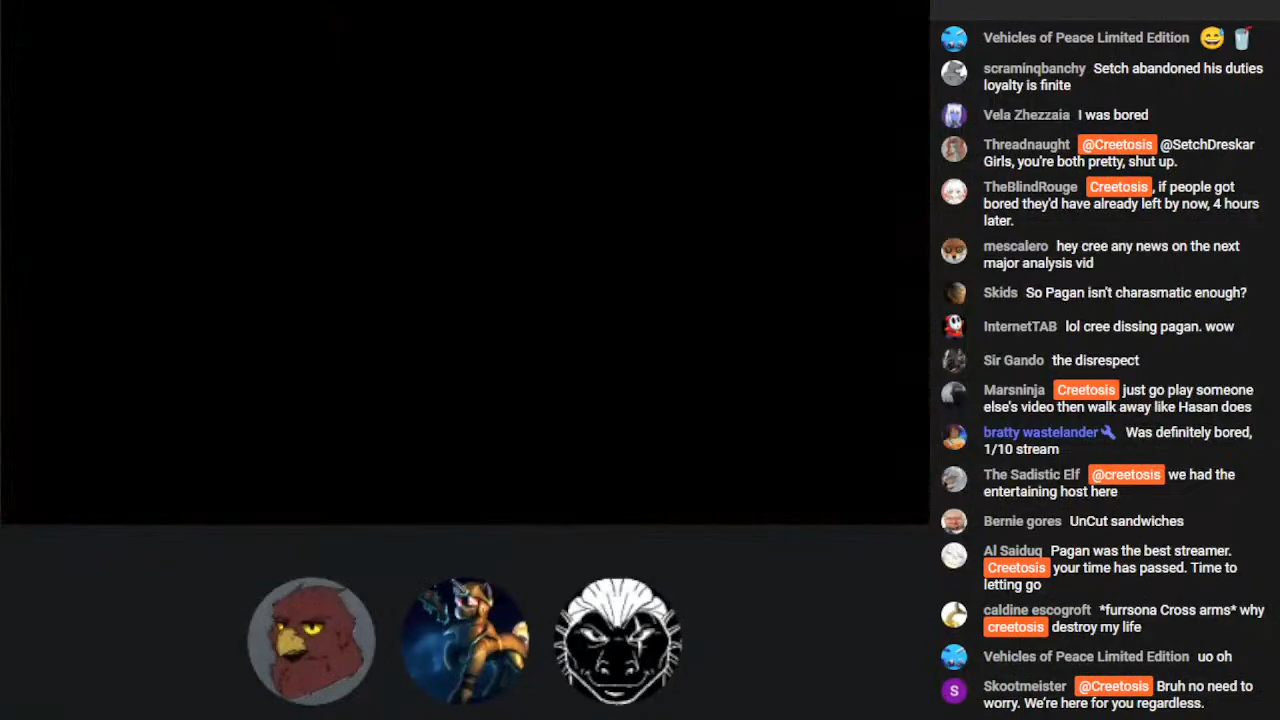 Vehicles of Peace Limited Edition 😅 🥤
scraminqbanchy Setch abandoned his duties
loyalty is finite
Vela Zhezzaia I was bored
Threadnaught @Creetosis @SetchDreskar
Girls, you're both pretty, shut up.
TheBlindRouge Creetosis, if people got
bored they'd have already left by now, 4 hours
later.
mescalero hey cree any news on the next
major analysis vid
Skids So Pagan isn't charasmatic enough?
InternetTAB lol cree dissing pagan. wow
Sir Gando the disrespect
Marsninja Creetosis just go play someone
else's video then walk away like Hasan does
bratty wastelander Was definitely bored,
1/10 stream
The Sadistic Elf @creetosis we had the
entertaining host here
Bernie gores UnCut sandwiches
Al Saiduq Pagan was the best streamer.
Creetosis your time has passed. Time to
letting go
caldine escogroft *furrsona Cross arms* why
creetosis destroy my life
Vehicles of Peace Limited Edition uo oh
S
Skootmeister @Creetosis Bruh no need to
worry. We're here for you regardless.